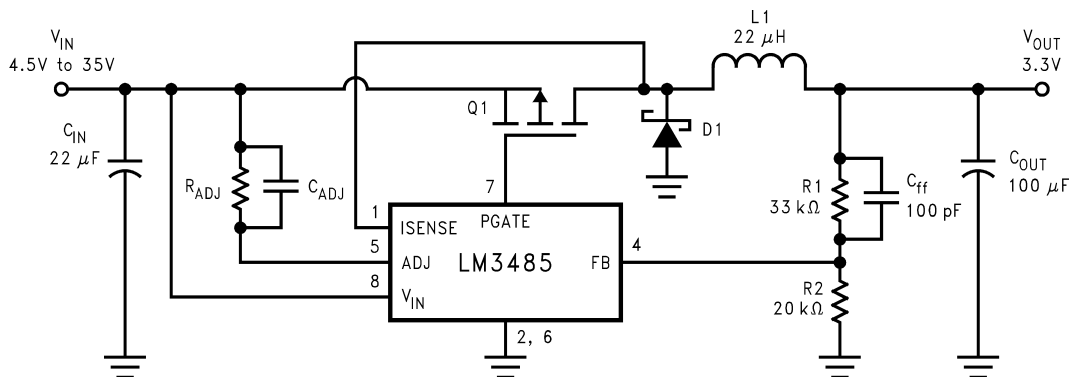 V_IN
4.5V to 35V
C_IN
22 μF
R_ADJ
C_ADJ
Q1
L1
22 μH
D1
V_OUT
3.3V
C_OUT
100 μF
R1
33 kΩ
C_ff
100 pF
R2
20 kΩ
7
1
5
8
4
2, 6
ISENSE
PGATE
ADJ
LM3485
FB
V_IN